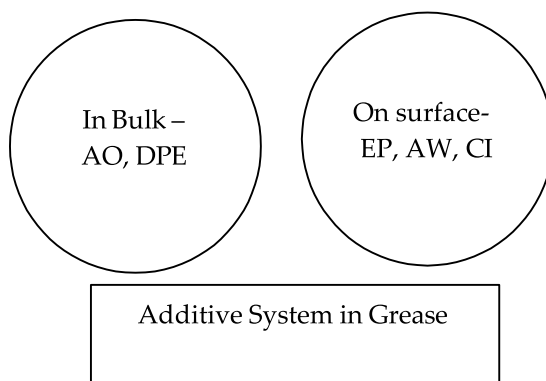 In Bulk –
AO, DPE
On surface-
EP, AW, CI
Additive System in Grease